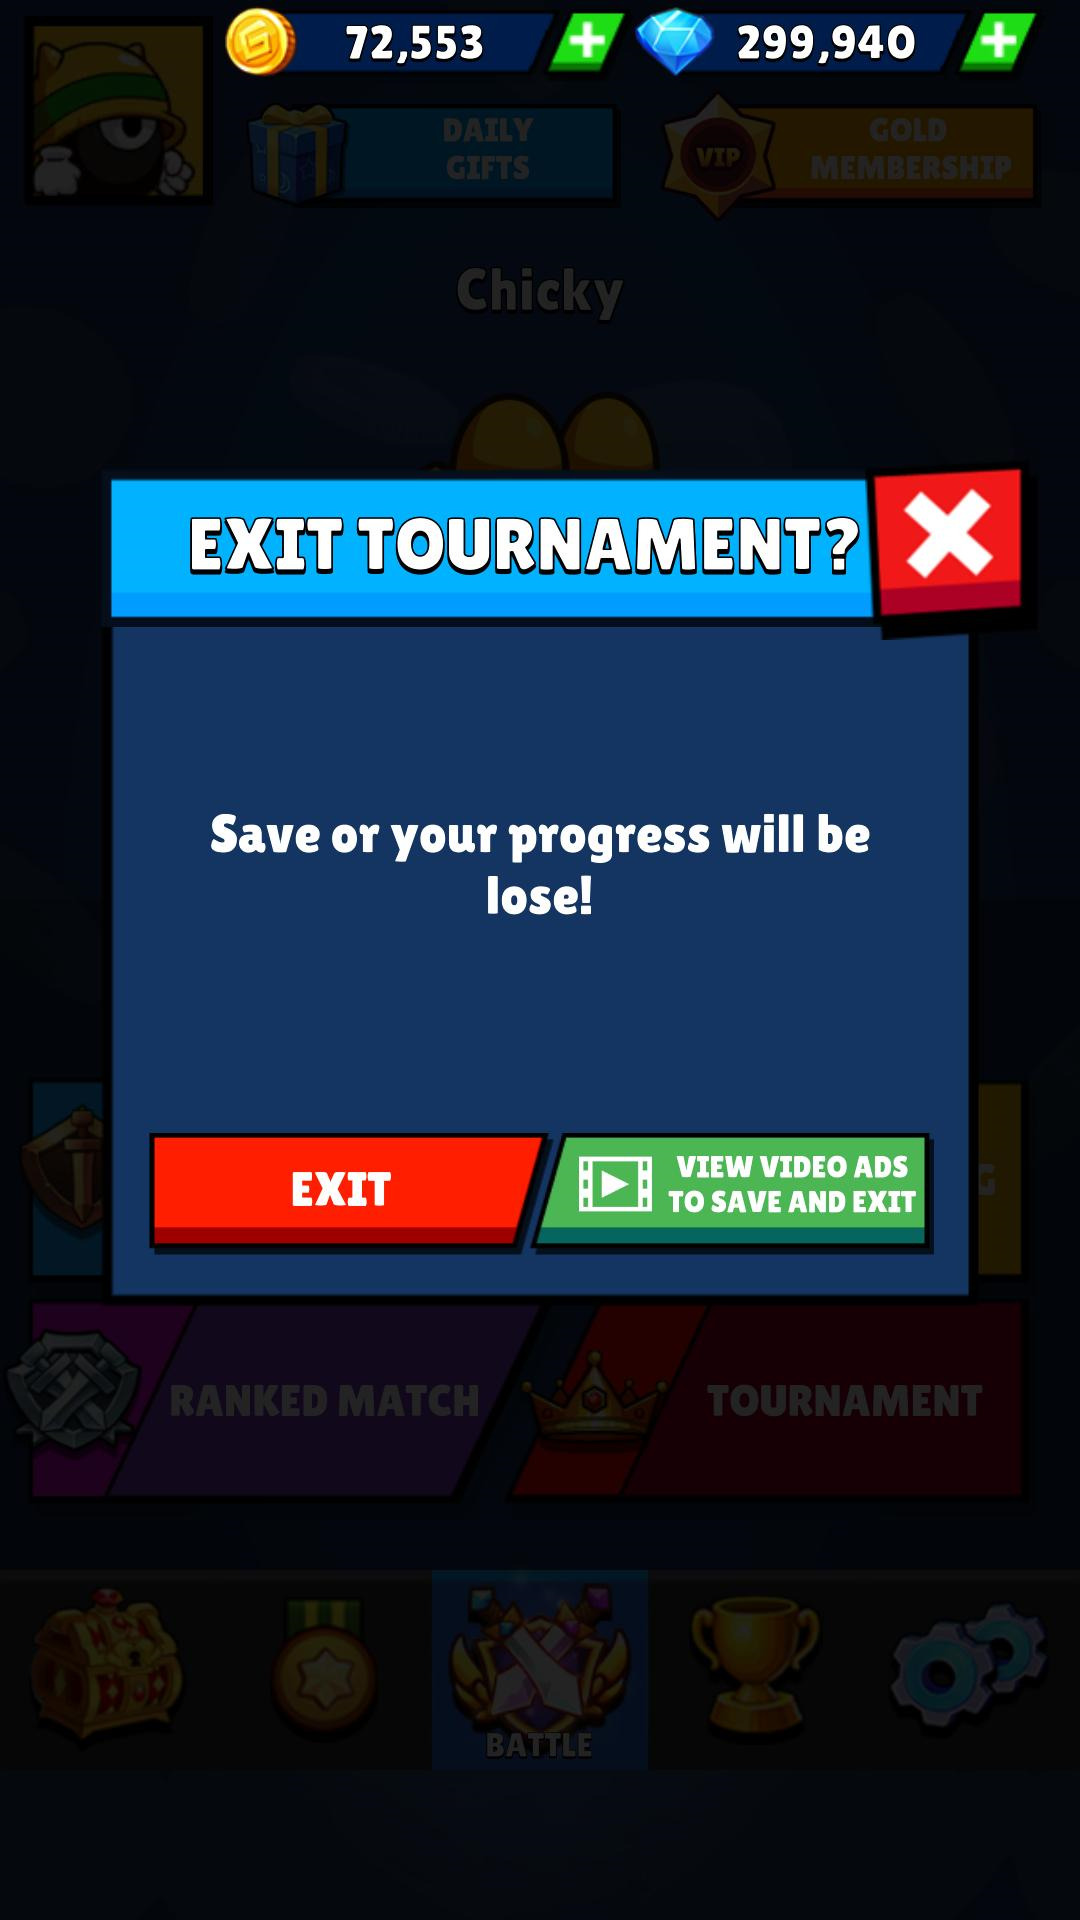 72,553
299,940
DAILY
GIFTS
VIP
GOLD
MEMBERSHIP
Chicky
EXIT TOURNAMENT?
Save or your progress will be
lose!
EXIT
VIEW VIDEO ADS
TO SAVE AND EXIT
RANKED MATCH
TOURNAMENT
BATTLE